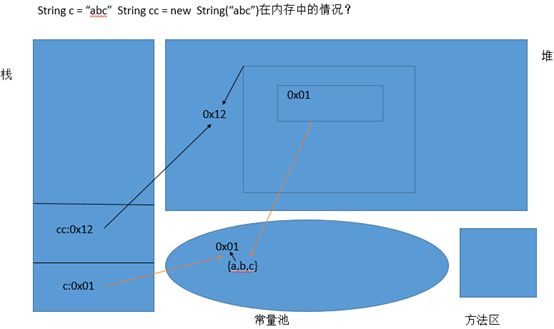 String c = “abc”  String cc = new  String(“abc”)在内存中的情况？
栈
堆
0x01
0x12
cc:0x12
0x01
{a,b,c}
c:0x01
常量池
方法区